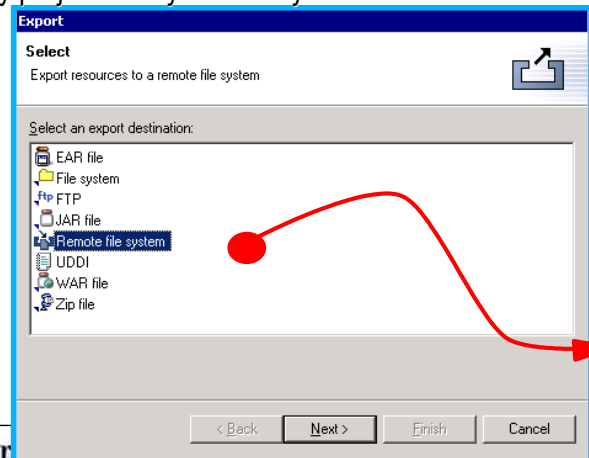 Export
Select
Export resources to a remote file system
Select an export destination:
EAR file
File system
ftp FTP
JAR file
Remote file system
UDDI
WAR file
Zip file
< Back Next > Finish Cancel